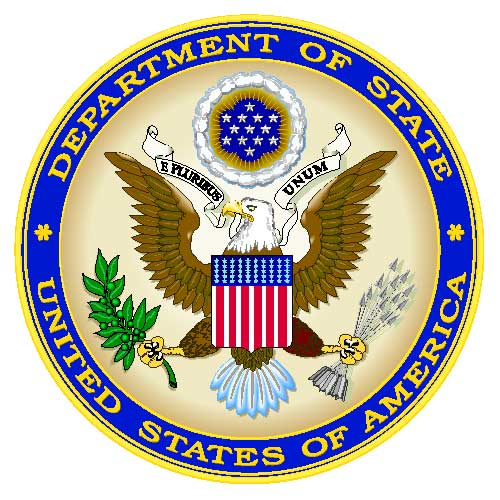 DEPARTMENT OF STATE
E PLURIBUS
UNUM
UNITED STATES OF AMERICA